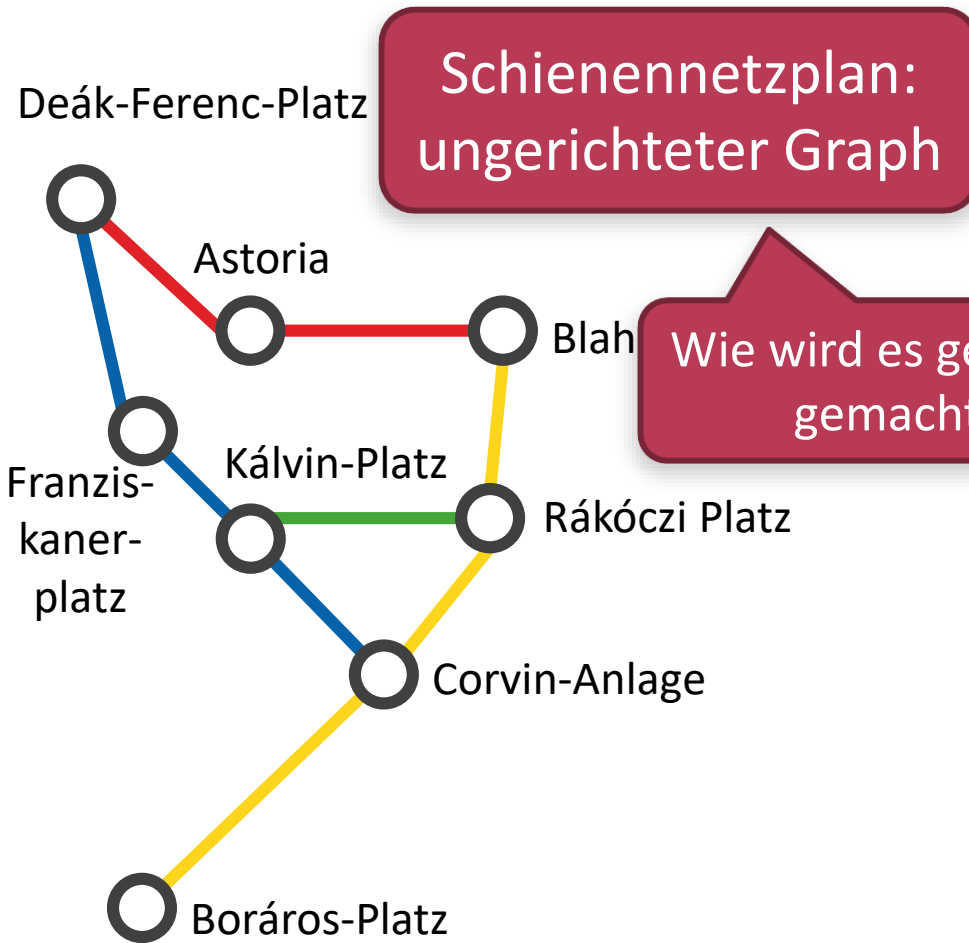 Schienennetzplan:
ungerichteter Graph
Deák-Ferenc-Platz
Astoria
Blah
Wie wird es ge
gemacht
Kálvin-Platz
Franzis-
kaner-
platz
Rákóczi Platz
Corvin-Anlage
Boráros-Platz